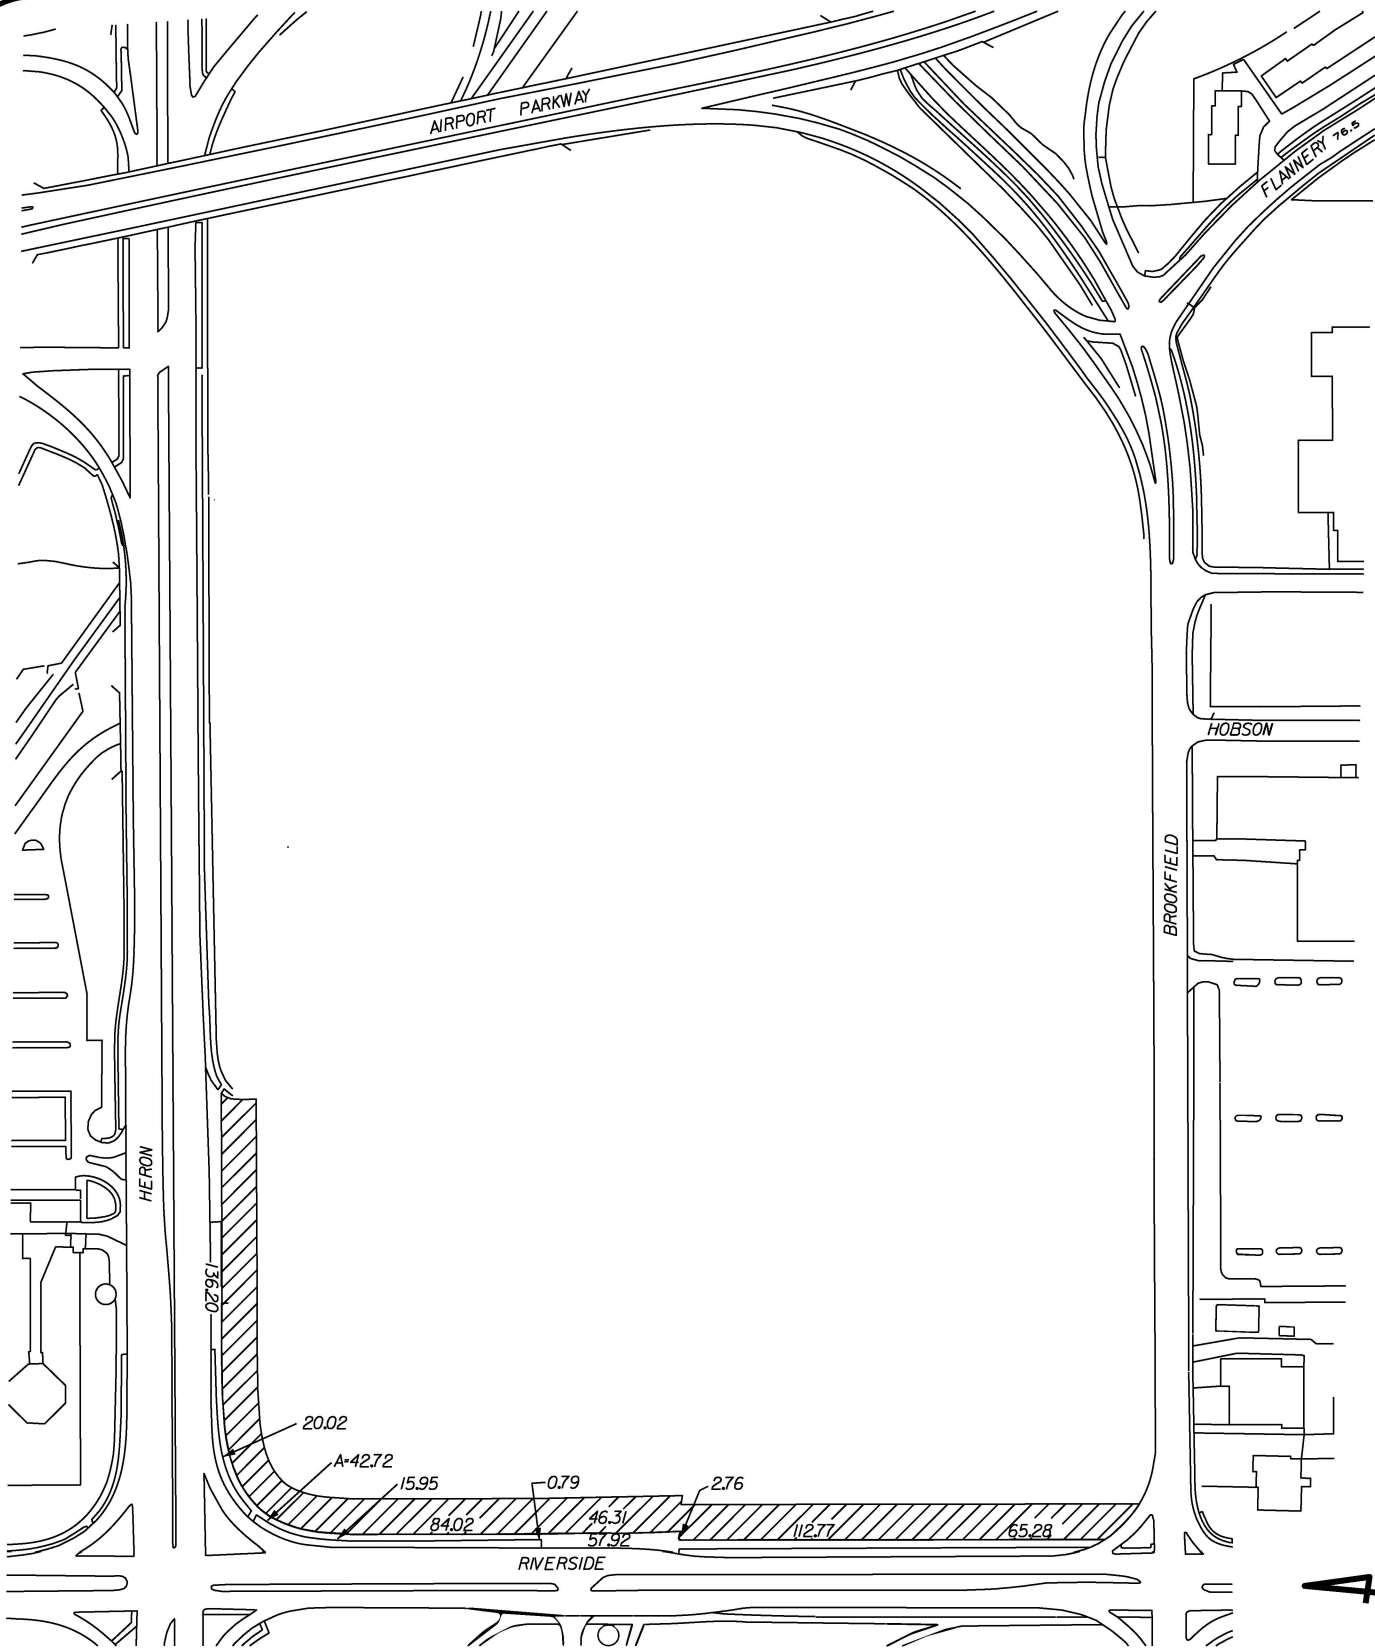 AIRPORT PARKWAY
FLANNERY 76.5
HOBSON
BROOKFIELD
HERON
136.20
20.02
A=42.72
15.95
0.79
2.76
84.02
46.31
57.92
112.77
65.28
RIVERSIDE